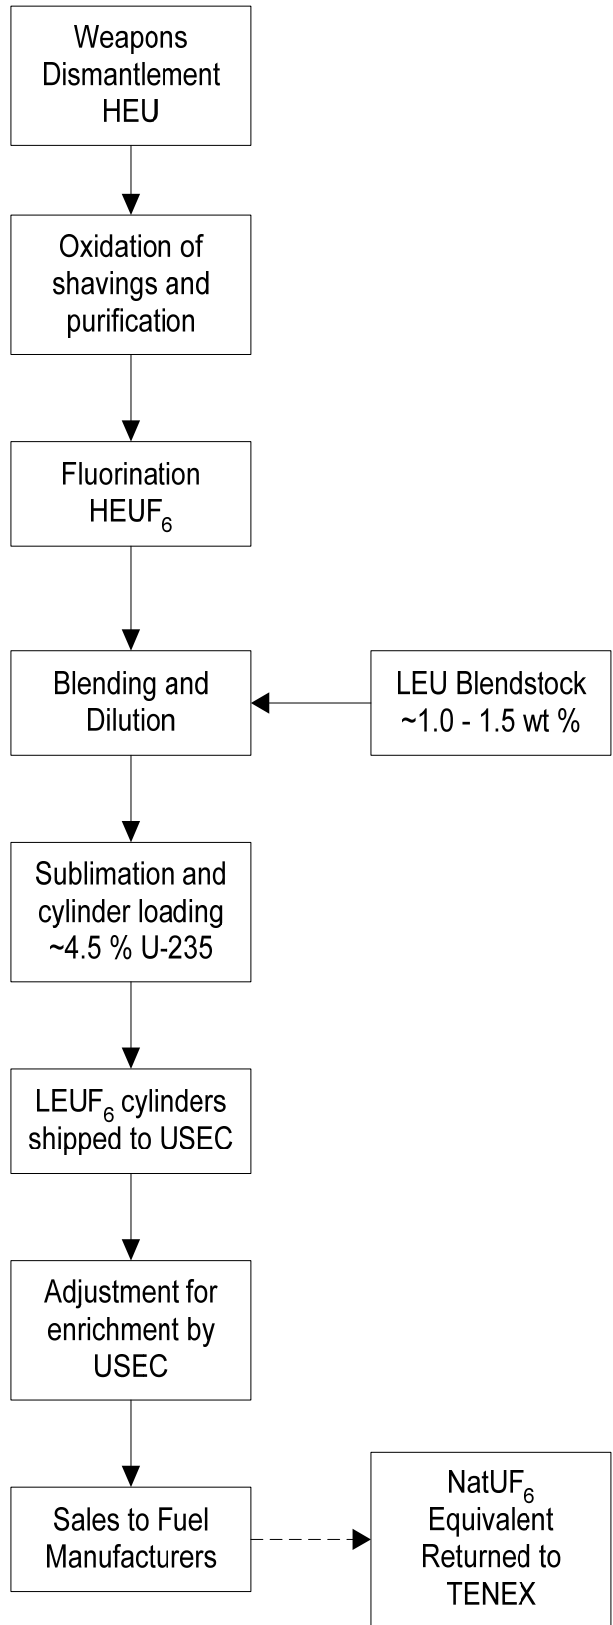 Weapons
Dismantlement
HEU
Oxidation of
shavings and
purification
Fluorination
HEUF6
Blending and
Dilution
LEU Blendstock
~1.0 - 1.5 wt %
Sublimation and
cylinder loading
~4.5 % U-235
LEUF6 cylinders
shipped to USEC
Adjustment for
enrichment by
USEC
Sales to Fuel
Manufacturers
NatUF6
Equivalent
Returned to
TENEX